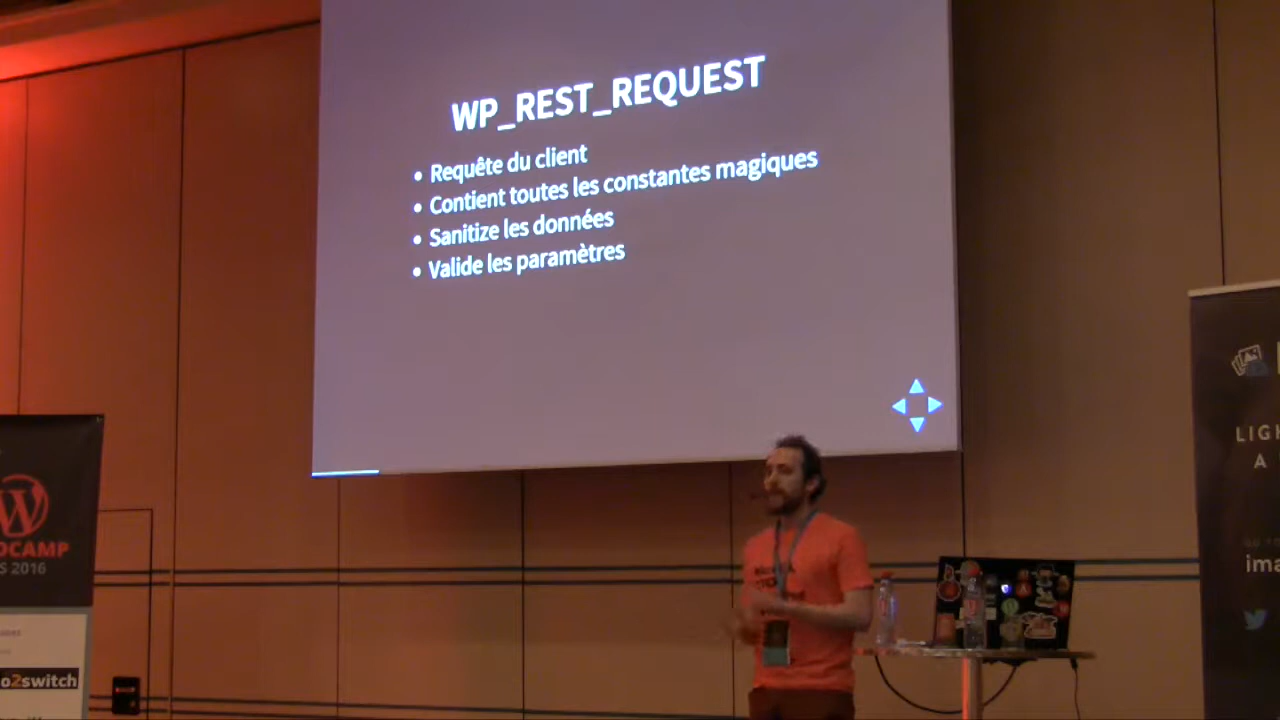 WP_REST_REQUEST
• Requête du client
• Contient toutes les constantes magiques
• Sanitize les données
• Valide les paramètres
LIGH
A
ima
DCAMP
S 2016
o2switch